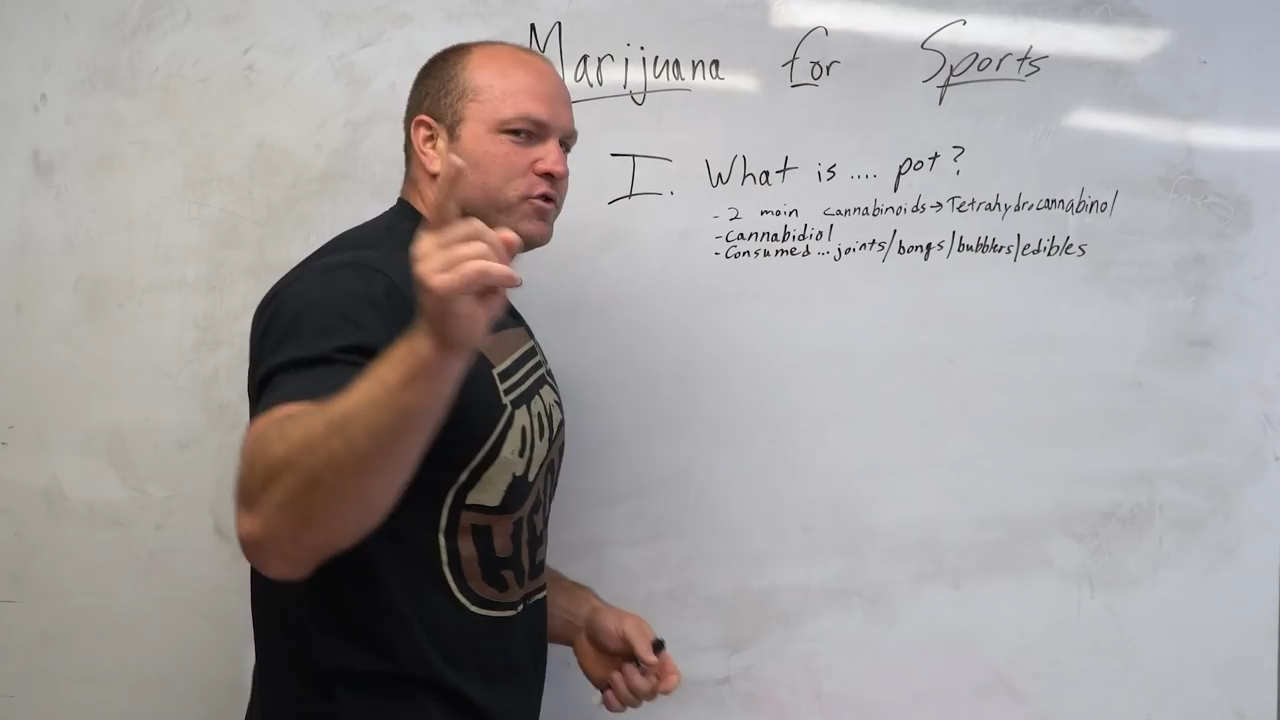 Marijuana for Sports
I. What is .... pot?
- 2 main cannabinoids → Tetrahydrocannabinol
- Cannabidiol
- Consumed ... joints/bongs/bubblers/edibles